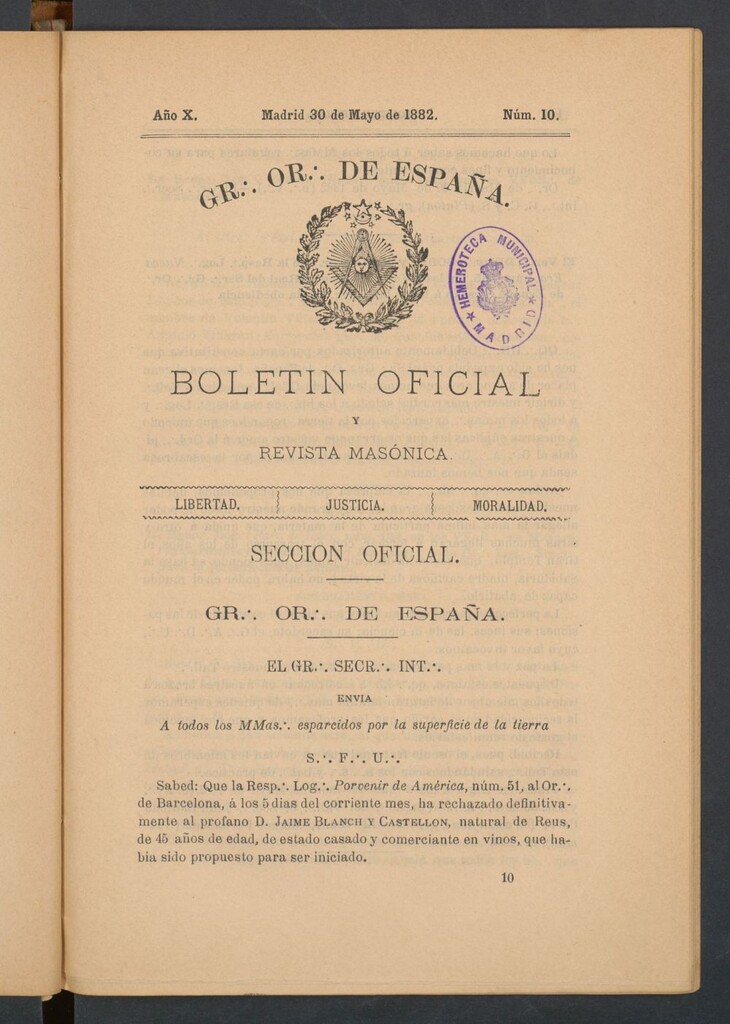 Año X. Madrid 30 de Mayo de 1882. Núm. 10.
GR.·. OR.·. DE ESPAÑA.
HEMEROTECA MUNICIPAL
★ MADRID ★
BOLETIN OFICIAL
Y
REVISTA MASÓNICA.
LIBERTAD. JUSTICIA. MORALIDAD.
SECCION OFICIAL.
GR.·. OR.·. DE ESPAÑA.
EL GR.·. SECR.·. INT.·.
ENVIA
A todos los MMas.·. esparcidos por la superficie de la tierra
S.·. F.·. U.·.
Sabed: Que la Resp.·. Log.·. Porvenir de América, núm. 51, al Or.·.
de Barcelona, á los 5 dias del corriente mes, ha rechazado definitiva-
mente al profano D. JAIME BLANCH Y CASTELLON, natural de Reus,
de 45 años de edad, de estado casado y comerciante en vinos, que ha-
bia sido propuesto para ser iniciado.
10